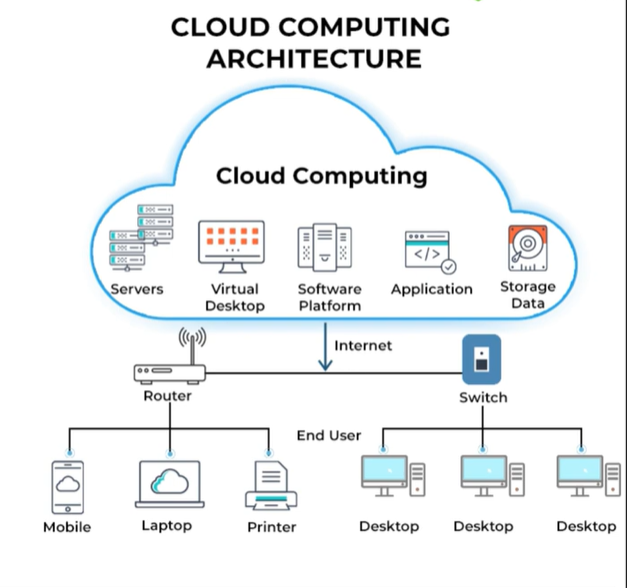 CLOUD COMPUTING
ARCHITECTURE
Cloud Computing
Servers
Virtual
Desktop
Software
Platform
Application
Storage
Data
Internet
Router
Switch
End User
Mobile
Laptop
Printer
Desktop
Desktop
Desktop